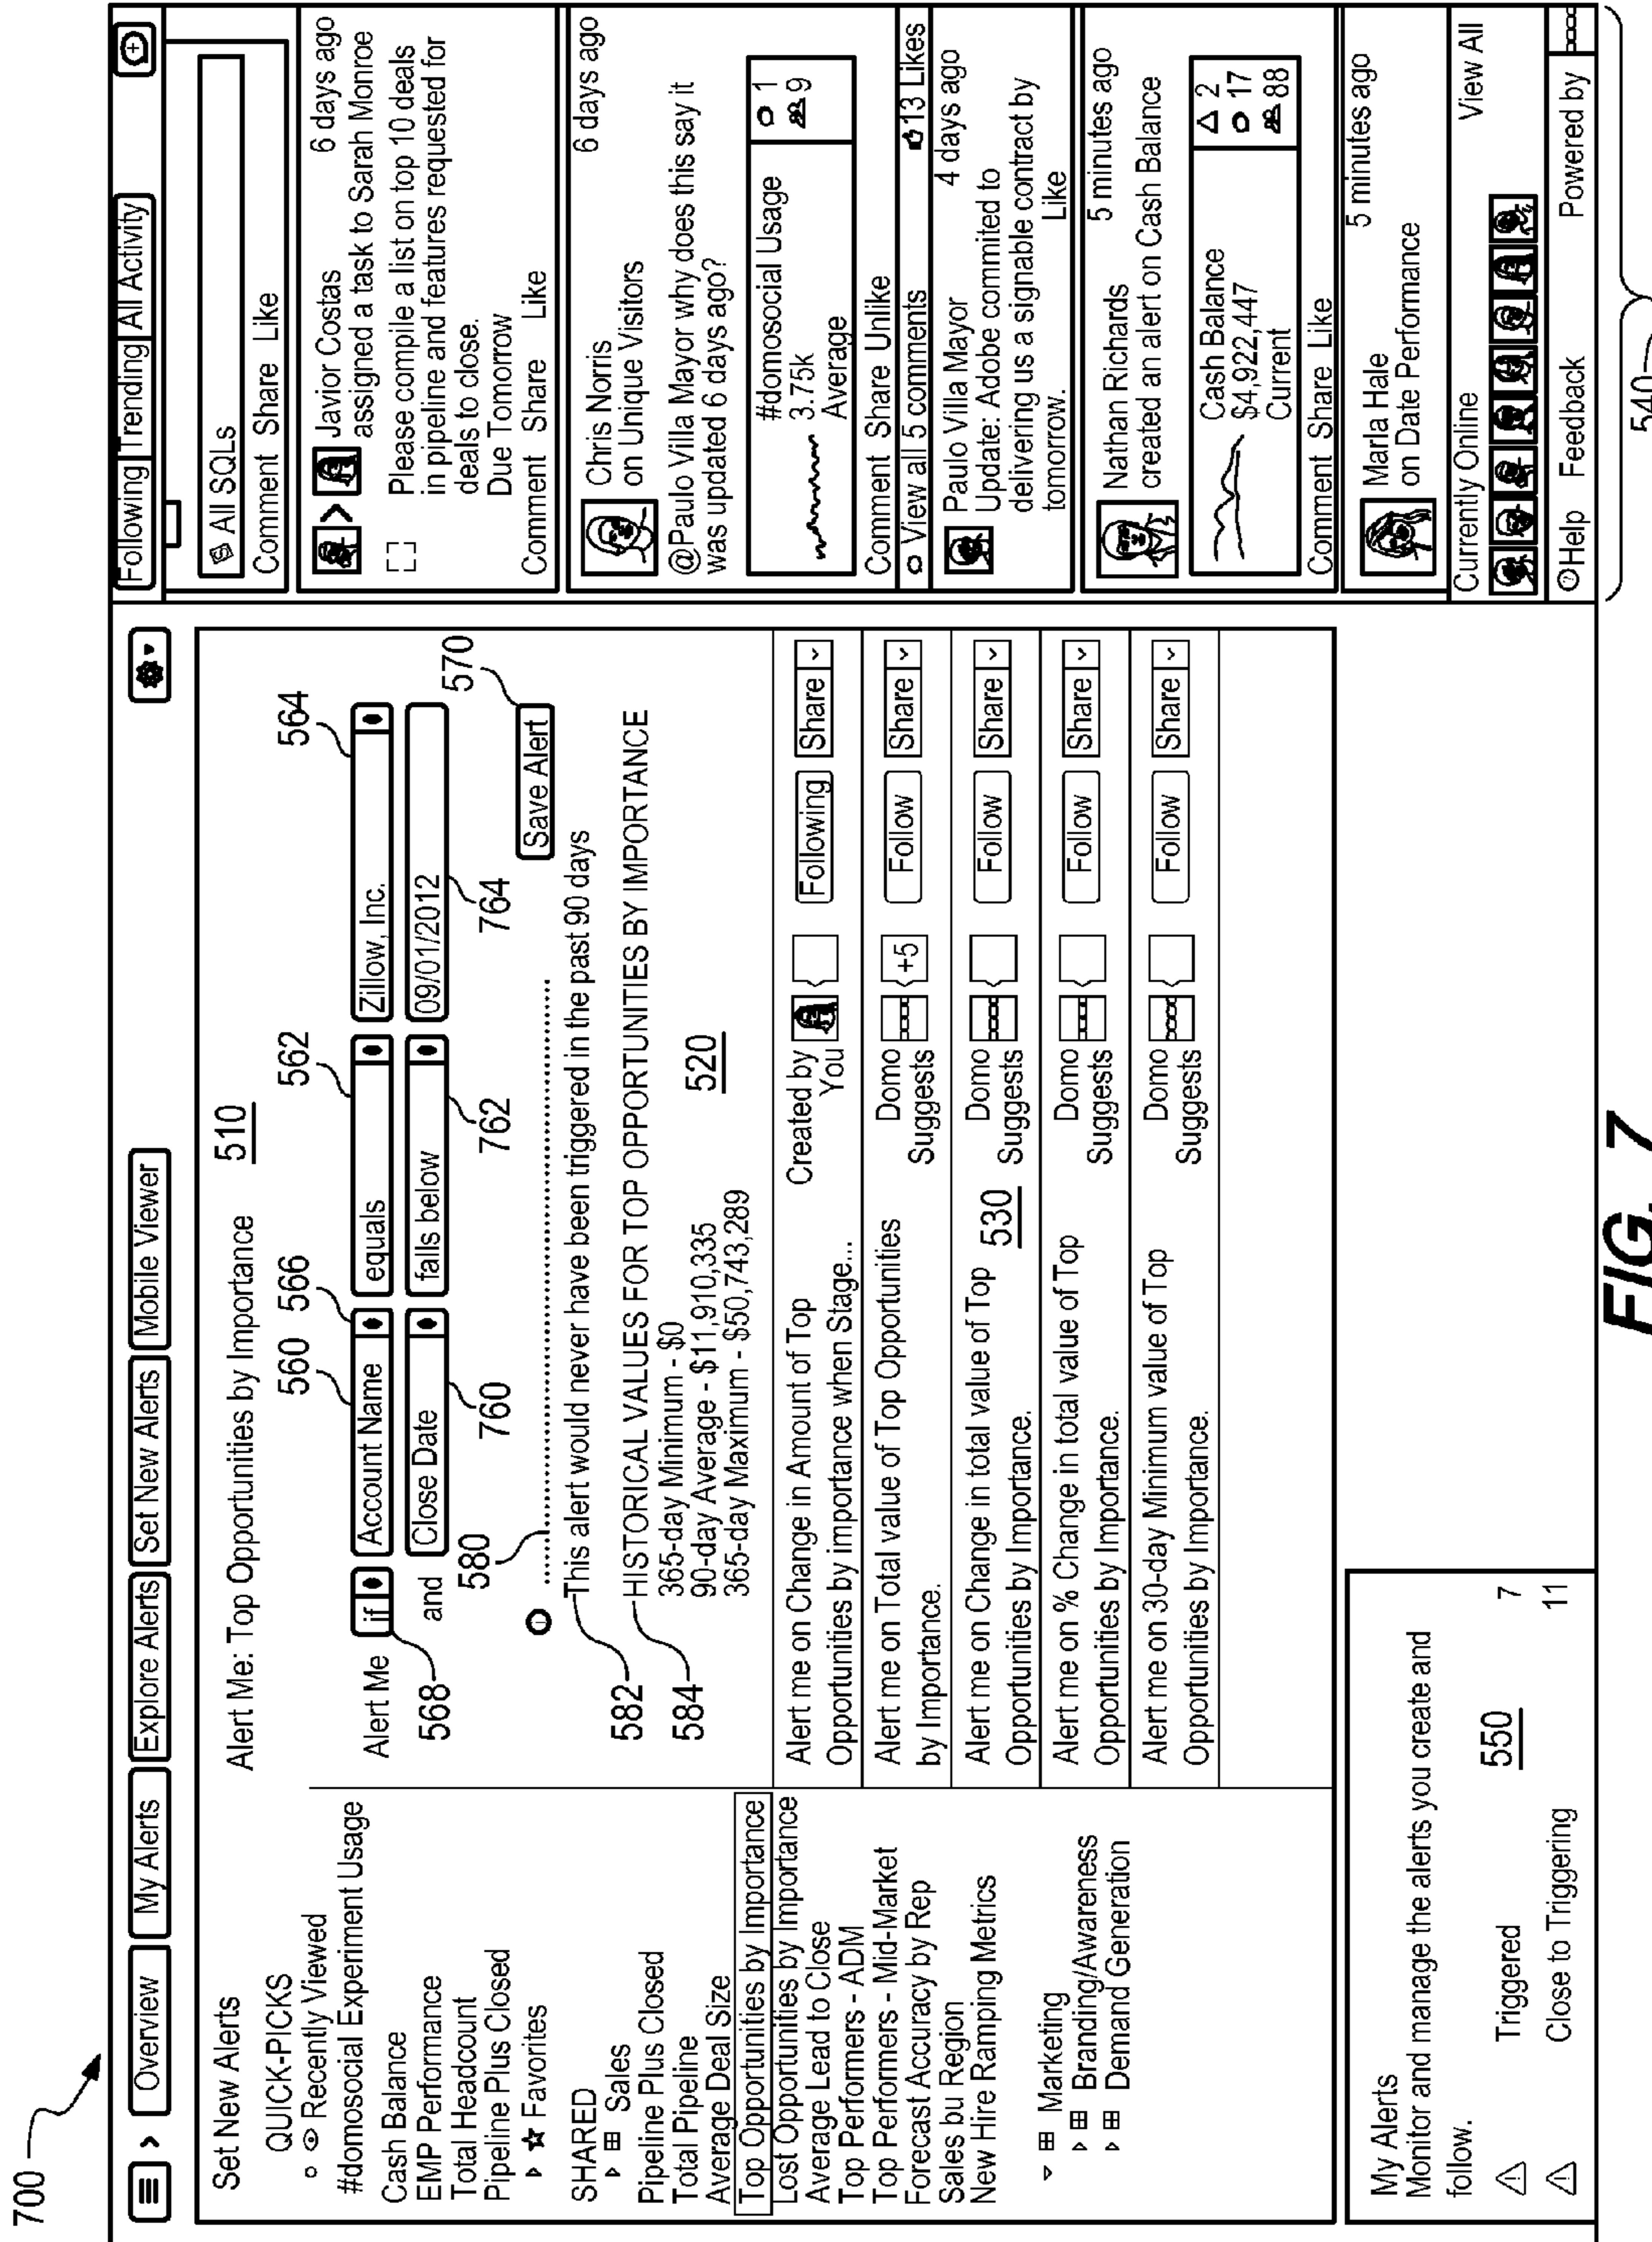 700
Overview
My Alerts
Explore Alerts
Set New Alerts
Mobile Viewer
Set New Alerts
QUICK-PICKS
Recently Viewed
#domosocial Experiment Usage
Cash Balance
EMP Performance
Total Headcount
Pipeline Plus Closed
Favorites
SHARED
Sales
Pipeline Plus Closed
Total Pipeline
Average Deal Size
Top Opportunities by Importance
Lost Opportunities by Importance
Average Lead to Close
Top Performers - ADM
Top Performers - Mid-Market
Forecast Accuracy by Rep
Sales bu Region
New Hire Ramping Metrics
Marketing
Branding/Awareness
Demand Generation
Alert Me: Top Opportunities by Importance
510
560 566 562 564
Alert Me if Account Name equals Zillow, Inc.
and Close Date falls below 09/01/2012
568 580 760 762 764 570
Save Alert
This alert would never have been triggered in the past 90 days
582
HISTORICAL VALUES FOR TOP OPPORTUNITIES BY IMPORTANCE
584
365-day Minimum - $0
90-day Average - $11,910,335
365-day Maximum - $50,743,289
520
Alert me on Change in Amount of Top Created by Following Share
Opportunities by importance when Stage... You
Alert me on Total value of Top Opportunities Domo +5 Follow Share
by Importance. Suggests
Alert me on Change in total value of Top Domo Follow Share
Opportunities by Importance. 530 Suggests
Alert me on % Change in total value of Top Domo Follow Share
Opportunities by Importance. Suggests
Alert me on 30-day Minimum value of Top Domo Follow Share
Opportunities by Importance. Suggests
My Alerts
Monitor and manage the alerts you create and
follow.
550
Triggered 7
Close to Triggering 11
Following Trending All Activity
All SQLs
Comment Share Like
Javior Costas 6 days ago
assigned a task to Sarah Monroe
Please compile a list on top 10 deals
in pipeline and features requested for
deals to close.
Due Tomorrow
Comment Share Like
Chris Norris 6 days ago
on Unique Visitors
@Paulo Villa Mayor why does this say it
was updated 6 days ago?
#domosocial Usage
3.75k
Average
1
9
Comment Share Unlike
View all 5 comments 13 Likes
Paulo Villa Mayor 4 days ago
Update: Adobe commited to
delivering us a signable contract by
tomorrow. Like
Nathan Richards 5 minutes ago
created an alert on Cash Balance
Cash Balance
$4,922,447
Current
2
17
88
Comment Share Like
Marla Hale 5 minutes ago
on Date Performance
Currently Online View All
Help Feedback Powered by
540
FIG. 7